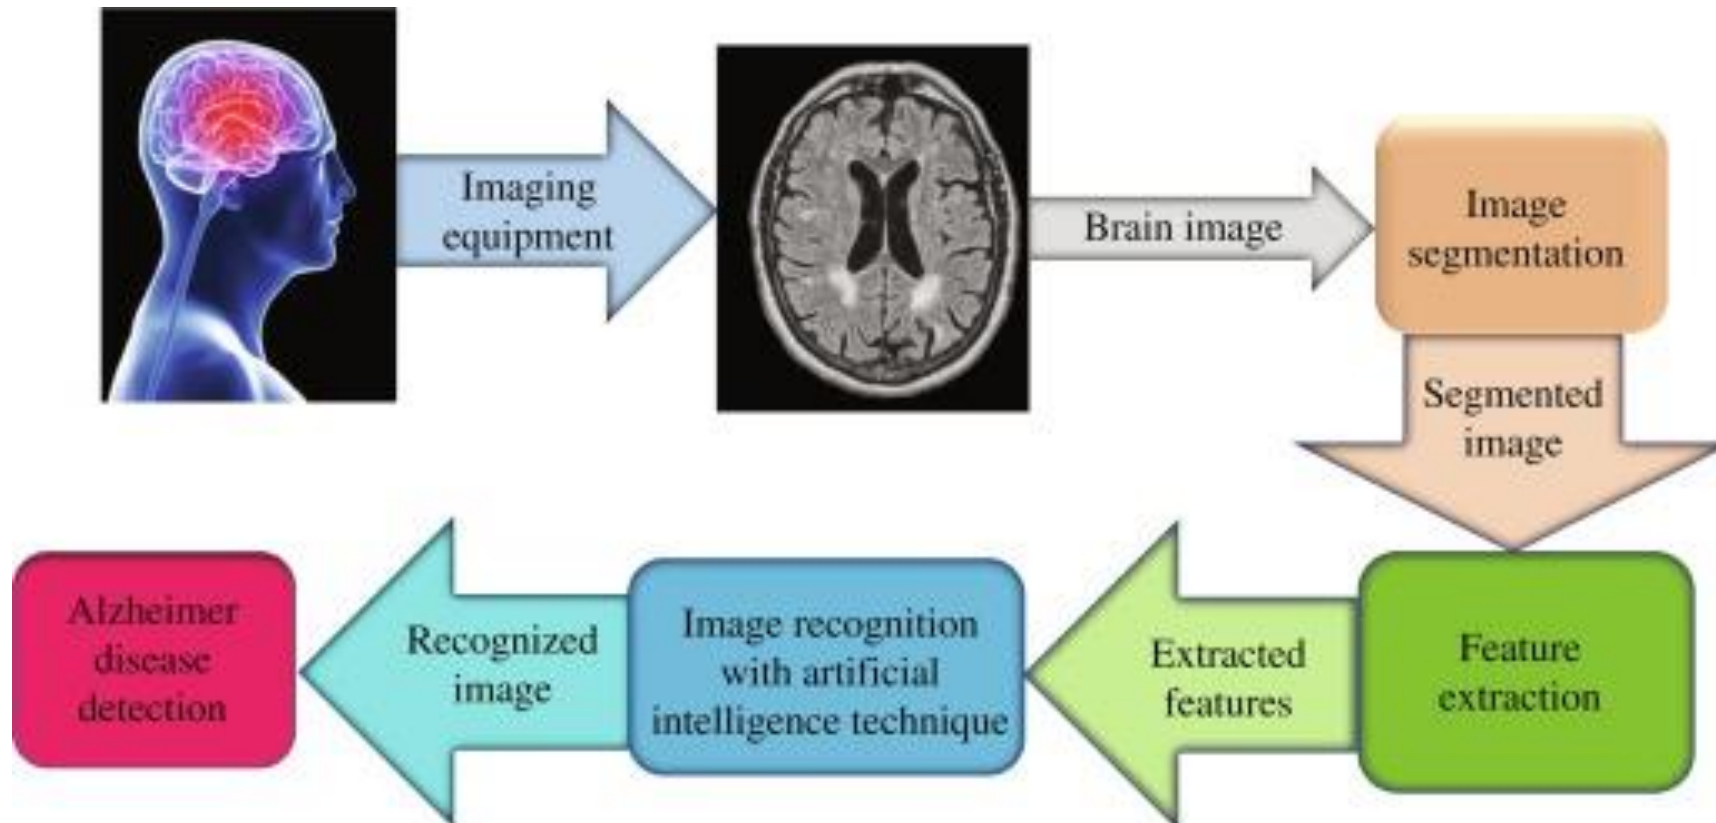 Imaging
equipment
Brain image
Image
segmentation
Segmented
image
Feature
extraction
Extracted
features
Image recognition
with artificial
intelligence technique
Recognized
image
Alzheimer
disease
detection